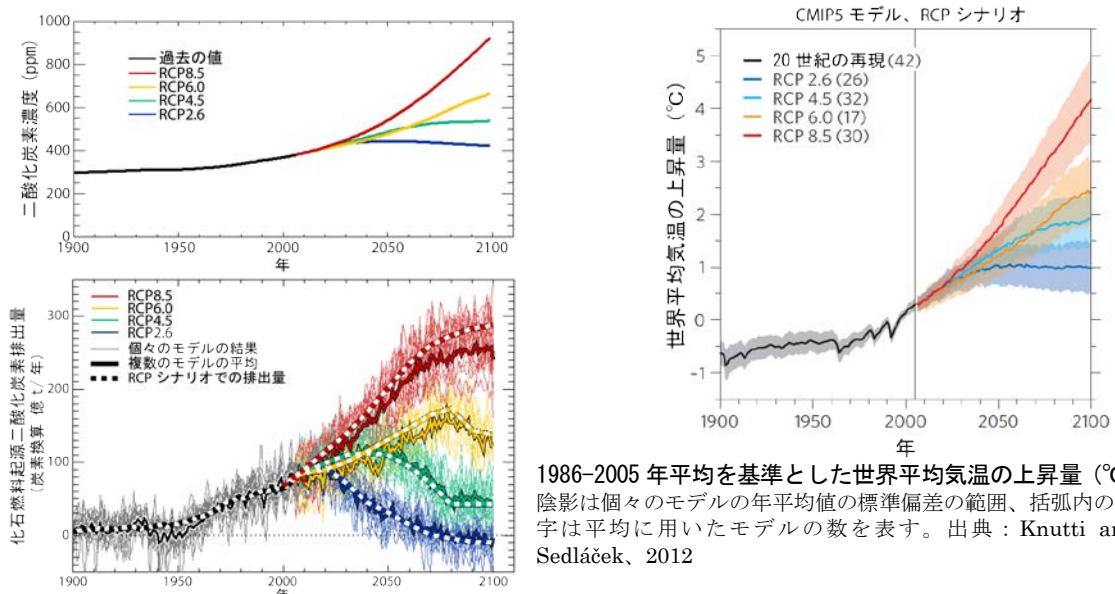 1000
800
600
400
200
0
二酸化炭素濃度 (ppm)
過去の値
RCP8.5
RCP6.0
RCP4.5
RCP2.6
1900
1950
2000
2050
2100
年
300
200
100
0
化石燃料起源二酸化炭素排出量
(炭素換算 億t/年)
RCP8.5
RCP6.0
RCP4.5
RCP2.6
個々のモデルの結果
複数のモデルの平均
RCP シナリオでの排出量
1900
1950
2000
2050
2100
年
CMIP5 モデル、RCP シナリオ
5
4
3
2
1
0
-1
世界平均気温の上昇量 (℃)
20 世紀の再現(42)
RCP 2.6 (26)
RCP 4.5 (32)
RCP 6.0 (17)
RCP 8.5 (30)
1900
1950
2000
2050
2100
年
1986-2005 年平均を基準とした世界平均気温の上昇量 (℃
陰影は個々のモデルの年平均値の標準偏差の範囲、括弧内の
字は平均に用いたモデルの数を表す。出典:Knutti an
Sedláček、2012